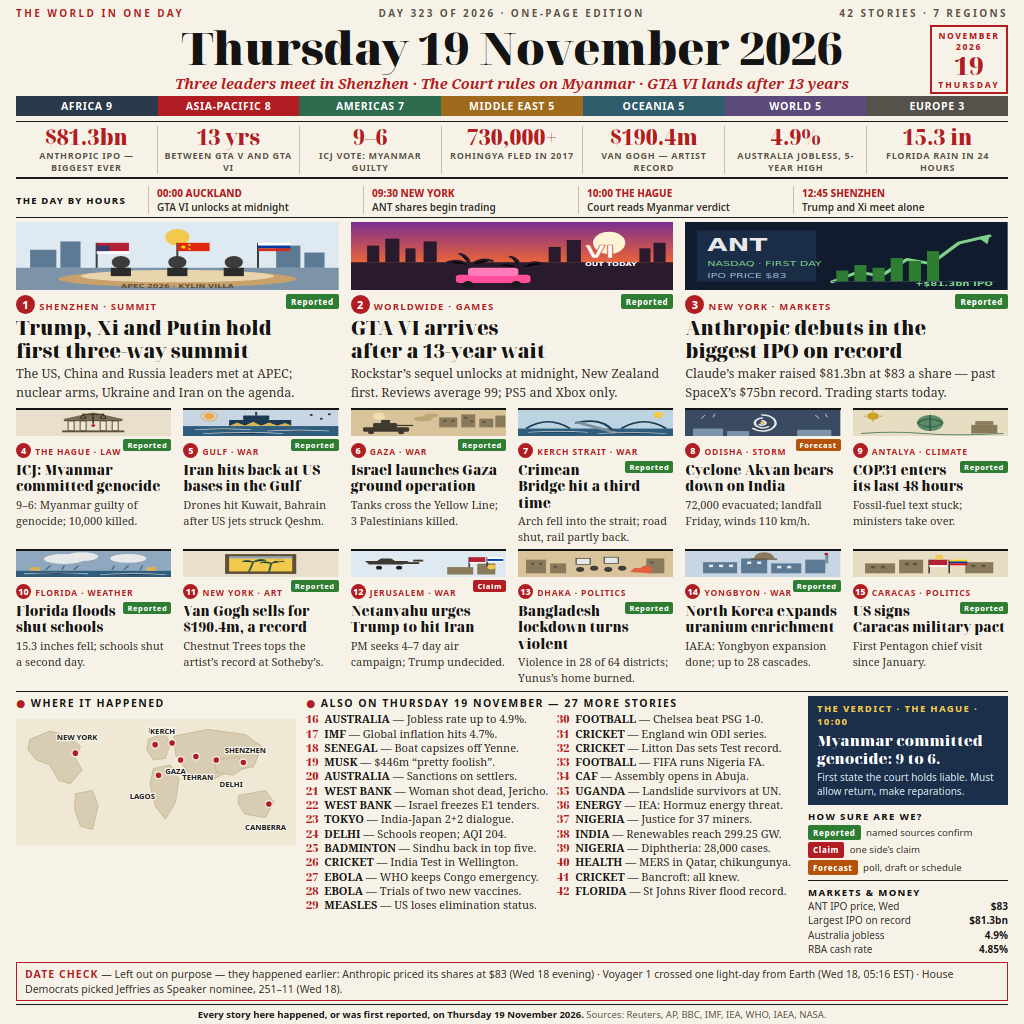 THE WORLD IN ONE DAY
DAY 323 OF 2026 · ONE-PAGE EDITION
42 STORIES · 7 REGIONS
Thursday 19 November 2026
Three leaders meet in Shenzhen · The Court rules on Myanmar · GTA VI lands after 13 years
NOVEMBER
2026
19
THURSDAY
AFRICA 9
ASIA-PACIFIC 8
AMERICAS 7
MIDDLE EAST 5
OCEANIA 5
WORLD 5
EUROPE 3
$81.3bn
ANTHROPIC IPO —
BIGGEST EVER
13 yrs
BETWEEN GTA V AND GTA
VI
9–6
ICJ VOTE: MYANMAR
GUILTY
730,000+
ROHINGYA FLED IN 2017
$190.4m
VAN GOGH — ARTIST
RECORD
4.9%
AUSTRALIA JOBLESS, 5-
YEAR HIGH
15.3 in
FLORIDA RAIN IN 24
HOURS
THE DAY BY HOURS
00:00 AUCKLAND
GTA VI unlocks at midnight
09:30 NEW YORK
ANT shares begin trading
10:00 THE HAGUE
Court reads Myanmar verdict
12:45 SHENZHEN
Trump and Xi meet alone
APEC 2026 · KYLIN VILLA
1 SHENZHEN · SUMMIT
Reported
Trump, Xi and Putin hold
first three-way summit
The US, China and Russia leaders met at APEC;
nuclear arms, Ukraine and Iran on the agenda.
VI
OUT TODAY
2 WORLDWIDE · GAMES
Reported
GTA VI arrives
after a 13-year wait
Rockstar's sequel unlocks at midnight, New Zealand
first. Reviews average 99; PS5 and Xbox only.
ANT
NASDAQ · FIRST DAY
IPO PRICE $83
+$81.3bn IPO
3 NEW YORK · MARKETS
Reported
Anthropic debuts in the
biggest IPO on record
Claude's maker raised $81.3bn at $83 a share — past
SpaceX's $75bn record. Trading starts today.
4 THE HAGUE · LAW
Reported
ICJ: Myanmar
committed genocide
9–6: Myanmar guilty of
genocide; 10,000 killed.
5 GULF · WAR
Reported
Iran hits back at US
bases in the Gulf
Drones hit Kuwait, Bahrain
after US jets struck Qeshm.
6 GAZA · WAR
Reported
Israel launches Gaza
ground operation
Tanks cross the Yellow Line;
3 Palestinians killed.
7 KERCH STRAIT · WAR
Reported
Crimean
Bridge hit a third
time
Arch fell into the strait; road
shut, rail partly back.
8 ODISHA · STORM
Forecast
Cyclone Akvan bears
down on India
72,000 evacuated; landfall
Friday, winds 110 km/h.
9 ANTALYA · CLIMATE
Reported
COP31 enters
its last 48 hours
Fossil-fuel text stuck;
ministers take over.
10 FLORIDA · WEATHER
Reported
Florida floods
shut schools
15.3 inches fell; schools shut
a second day.
11 NEW YORK · ART
Reported
Van Gogh sells for
$190.4m, a record
Chestnut Trees tops the
artist's record at Sotheby's.
12 JERUSALEM · WAR
Claim
Netanyahu urges
Trump to hit Iran
PM seeks 4–7 day air
campaign; Trump undecided.
13 DHAKA · POLITICS
Reported
Bangladesh
lockdown turns
violent
Violence in 28 of 64 districts;
Yunus's home burned.
14 YONGBYON · WAR
Reported
North Korea expands
uranium enrichment
IAEA: Yongbyon expansion
done; up to 28 cascades.
15 CARACAS · POLITICS
Reported
US signs
Caracas military pact
First Pentagon chief visit
since January.
WHERE IT HAPPENED
NEW YORK
KERCH
SHENZHEN
GAZA
TEHRAN
DELHI
LAGOS
CANBERRA
ALSO ON THURSDAY 19 NOVEMBER — 27 MORE STORIES
16 AUSTRALIA — Jobless rate up to 4.9%.
17 IMF — Global inflation hits 4.7%.
18 SENEGAL — Boat capsizes off Yenne.
19 MUSK — $446m “pretty foolish”.
20 AUSTRALIA — Sanctions on settlers.
21 WEST BANK — Woman shot dead, Jericho.
22 WEST BANK — Israel freezes E1 tenders.
23 TOKYO — India-Japan 2+2 dialogue.
24 DELHI — Schools reopen; AQI 204.
25 BADMINTON — Sindhu back in top five.
26 CRICKET — India Test in Wellington.
27 EBOLA — WHO keeps Congo emergency.
28 EBOLA — Trials of two new vaccines.
29 MEASLES — US loses elimination status.
30 FOOTBALL — Chelsea beat PSG 1-0.
31 CRICKET — England win ODI series.
32 CRICKET — Litton Das sets Test record.
33 FOOTBALL — FIFA runs Nigeria FA.
34 CAF — Assembly opens in Abuja.
35 UGANDA — Landslide survivors at UN.
36 ENERGY — IEA: Hormuz energy threat.
37 NIGERIA — Justice for 37 miners.
38 INDIA — Renewables reach 299.25 GW.
39 NIGERIA — Diphtheria: 28,000 cases.
40 HEALTH — MERS in Qatar, chikungunya.
41 CRICKET — Bancroft: all knew.
42 FLORIDA — St Johns River flood record.
THE VERDICT · THE HAGUE ·
10:00
Myanmar committed
genocide: 9 to 6.
First state the court holds liable. Must
allow return, make reparations.
HOW SURE ARE WE?
Reported named sources confirm
Claim one side's claim
Forecast poll, draft or schedule
MARKETS & MONEY
ANT IPO price, Wed $83
Largest IPO on record $81.3bn
Australia jobless 4.9%
RBA cash rate 4.85%
DATE CHECK — Left out on purpose — they happened earlier: Anthropic priced its shares at $83 (Wed 18 evening) · Voyager 1 crossed one light-day from Earth (Wed 18, 05:16 EST) · House
Democrats picked Jeffries as Speaker nominee, 251–11 (Wed 18).
Every story here happened, or was first reported, on Thursday 19 November 2026. Sources: Reuters, AP, BBC, IMF, IEA, WHO, IAEA, NASA.